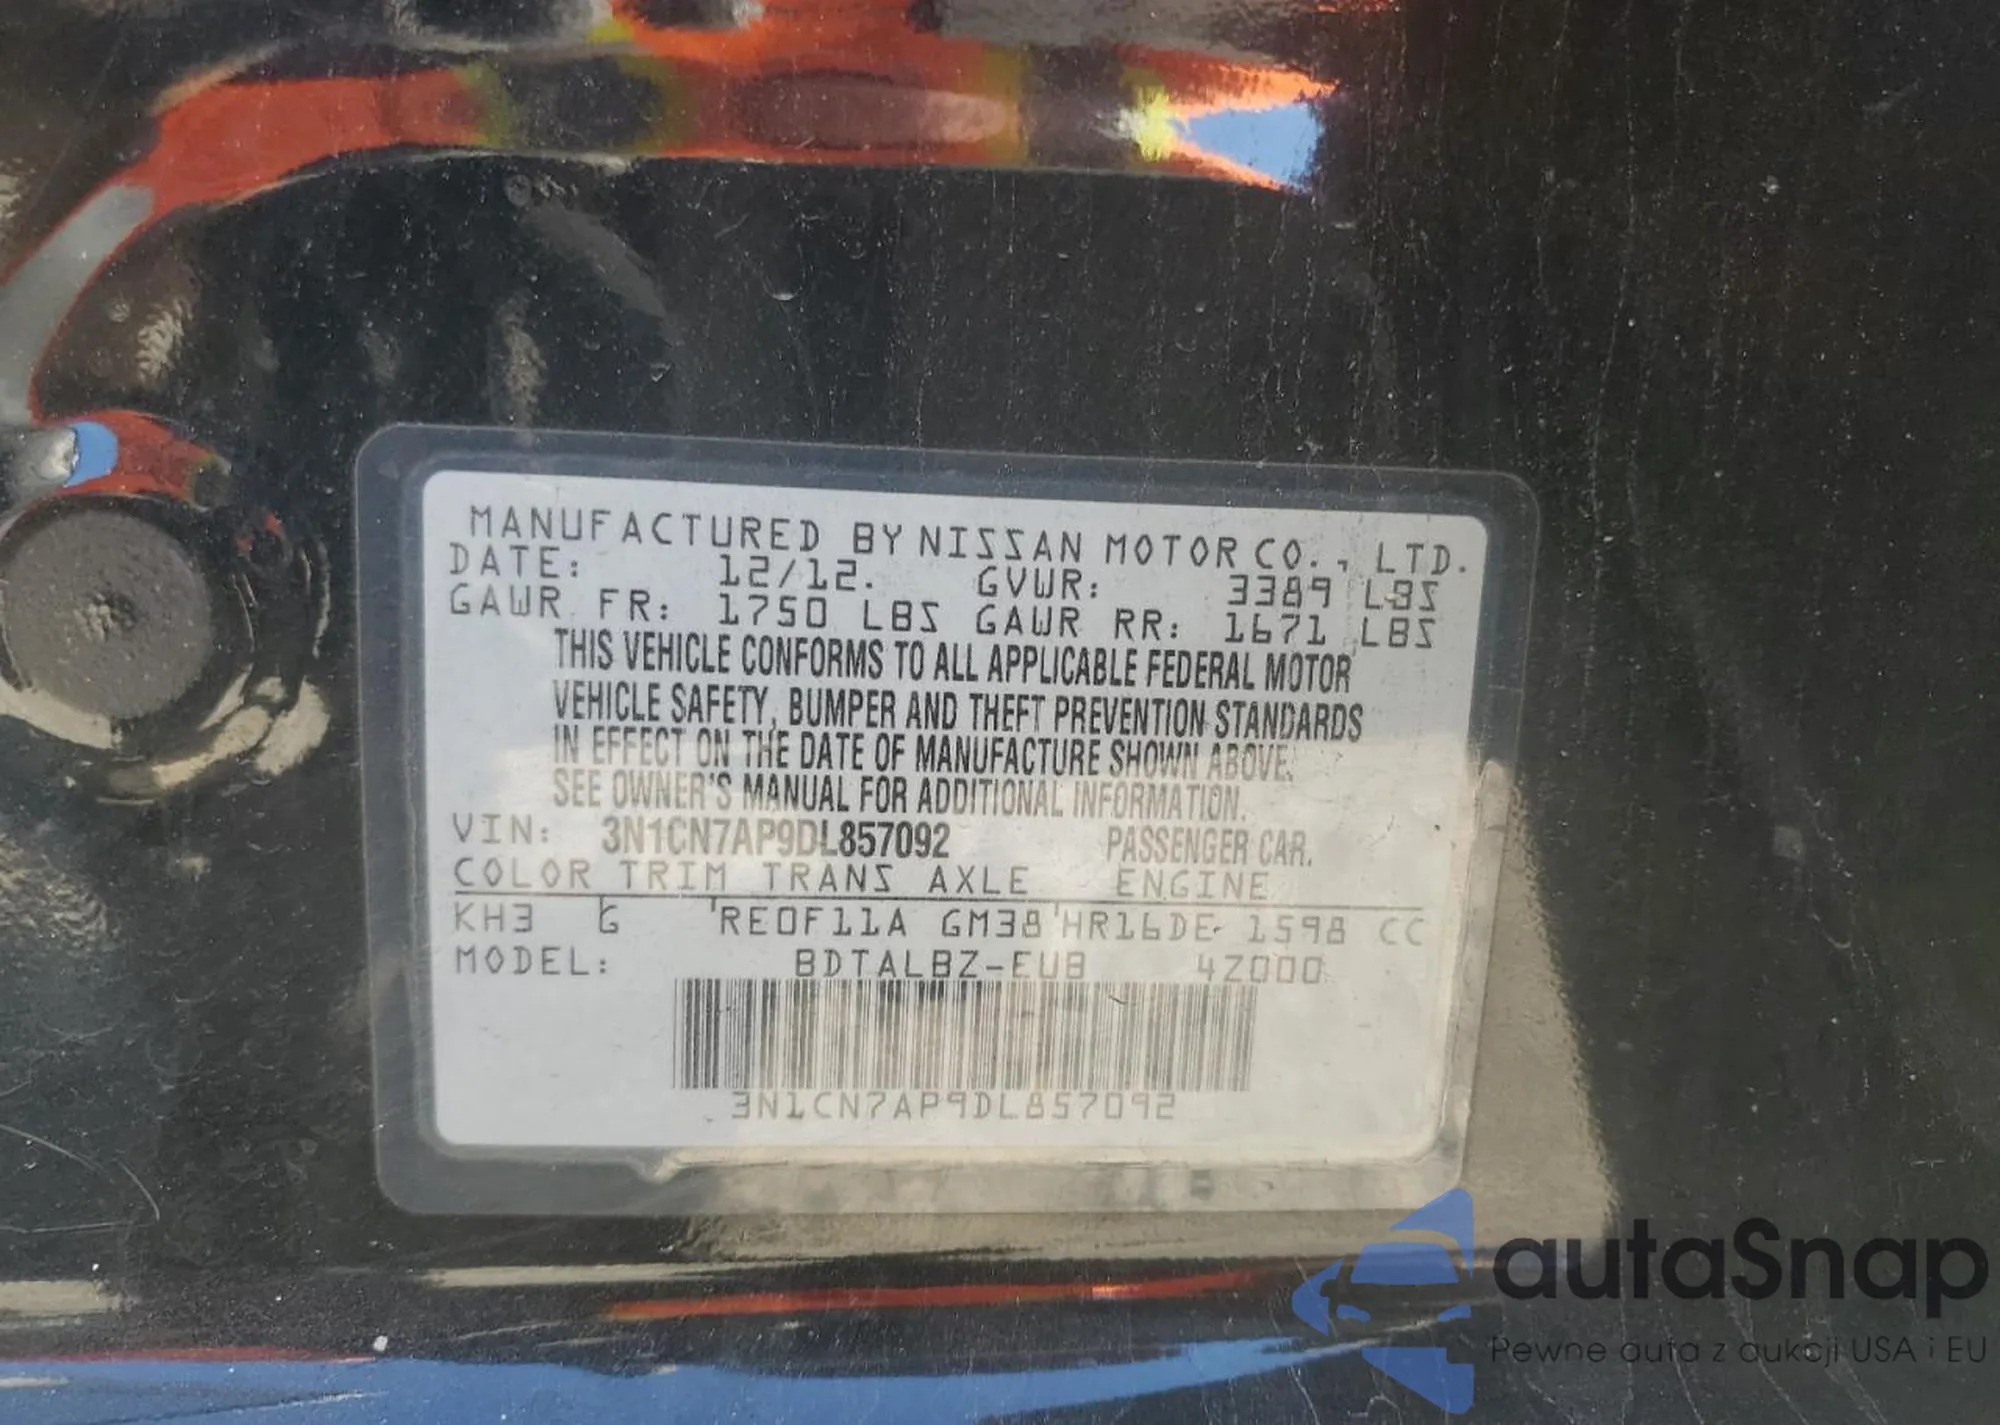 MANUFACTURED BY NISSAN MOTOR CO., LTD.
DATE: 12/12. GVWR: 3389 LBS
GAWR FR: 1750 LBS GAWR RR: 1671 LBS
THIS VEHICLE CONFORMS TO ALL APPLICABLE FEDERAL MOTOR
VEHICLE SAFETY, BUMPER AND THEFT PREVENTION STANDARDS
IN EFFECT ON THE DATE OF MANUFACTURE SHOWN ABOVE.
SEE OWNER'S MANUAL FOR ADDITIONAL INFORMATION.
VIN: 3N1CN7AP9DL857092 PASSENGER CAR.
COLOR TRIM TRANS AXLE ENGINE
KH3 G RE0F11A GM38 HR16DE 1598 CC
MODEL: BDTALBZ-EUB 4Z000
3N1CN7AP9DL857092
autaSnap
Pewne auta z aukcji USA i EU